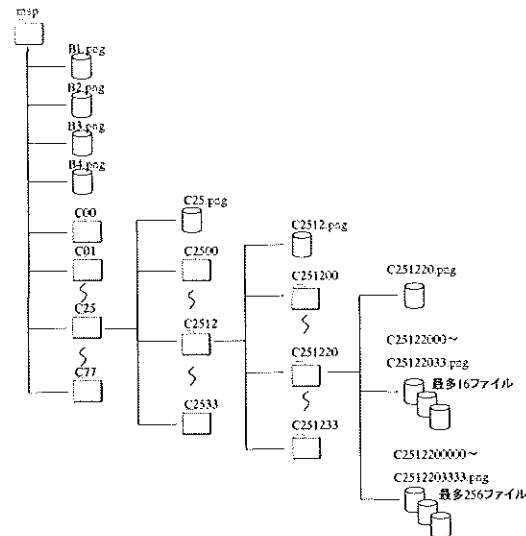 msp
B1.png
B2.png
B3.png
B4.png
C00
C01
C25
C77
C25.png
C2500
C2512
C2533
C2512.png
C251200
C251220
C251233
C251220.png
C25122000～
C25122033.png
最多16ファイル
C2512200000～
C2512203333.png
最多256ファイル